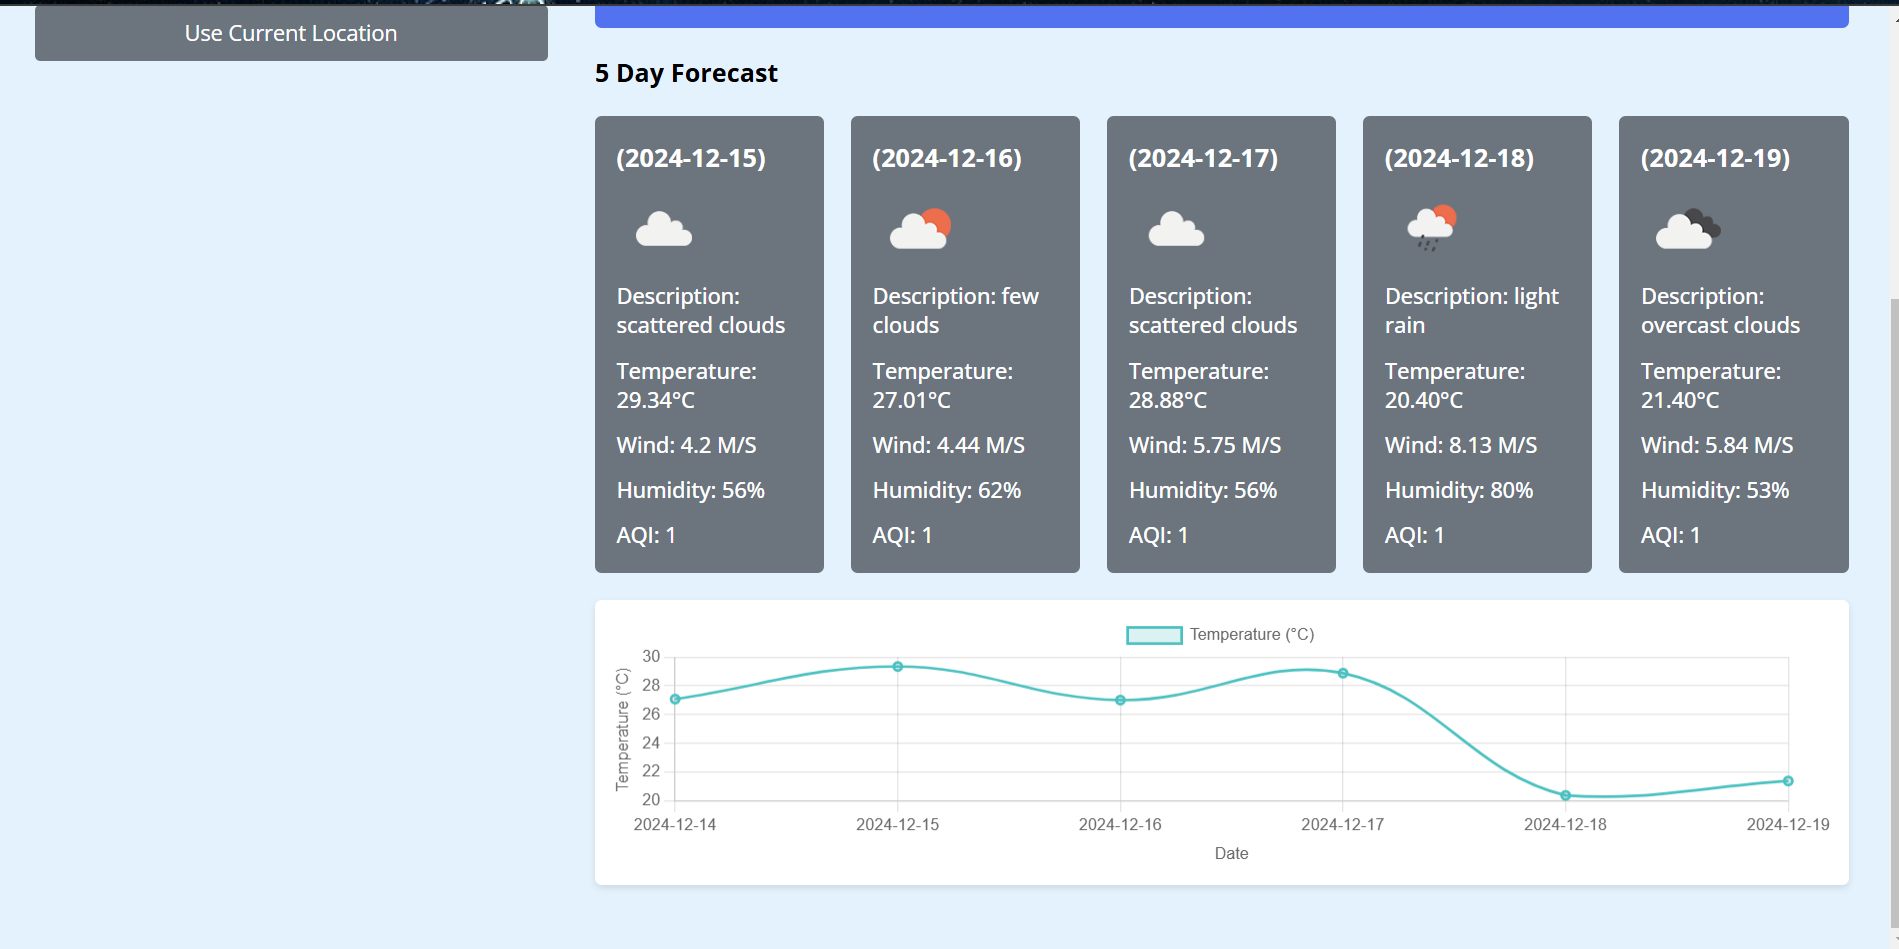 Use Current Location
5 Day Forecast
(2024-12-15)
Description:
scattered clouds
Temperature:
29.34°C
Wind: 4.2 M/S
Humidity: 56%
AQI: 1
(2024-12-16)
Description: few
clouds
Temperature:
27.01°C
Wind: 4.44 M/S
Humidity: 62%
AQI: 1
(2024-12-17)
Description:
scattered clouds
Temperature:
28.88°C
Wind: 5.75 M/S
Humidity: 56%
AQI: 1
(2024-12-18)
Description: light
rain
Temperature:
20.40°C
Wind: 8.13 M/S
Humidity: 80%
AQI: 1
(2024-12-19)
Description:
overcast clouds
Temperature:
21.40°C
Wind: 5.84 M/S
Humidity: 53%
AQI: 1
Temperature (°C)
Temperature (°C)
30
28
26
24
22
20
2024-12-14
2024-12-15
2024-12-16
2024-12-17
2024-12-18
2024-12-19
Date